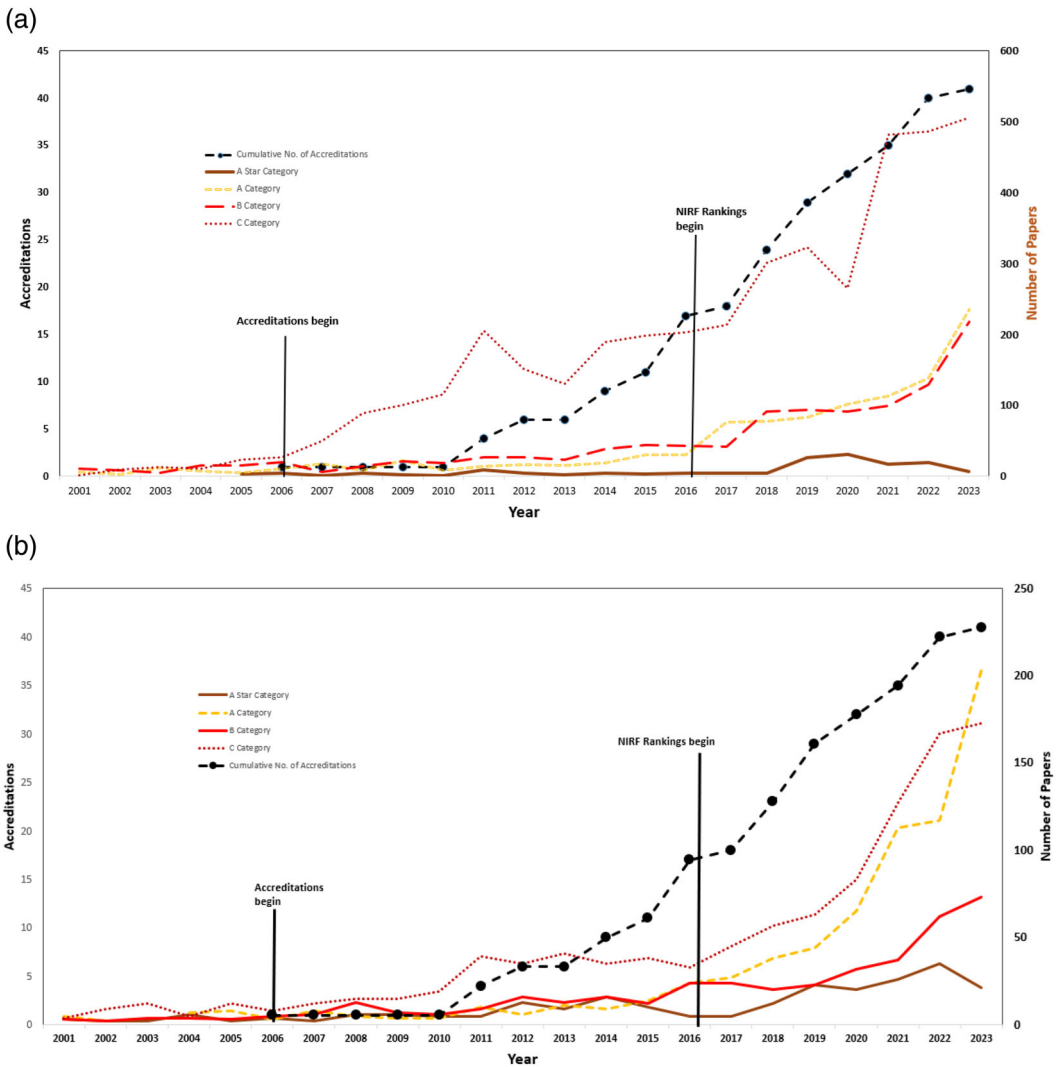 (a)
45
40
35
30
25
20
15
10
5
0
Accreditations
600
500
400
300
200
100
0
Number of Papers
Cumulative No. of Accreditations
A Star Category
A Category
B Category
C Category
Accreditations begin
NIRF Rankings
begin
2001 2002 2003 2004 2005 2006 2007 2008 2009 2010 2011 2012 2013 2014 2015 2016 2017 2018 2019 2020 2021 2022 2023
Year
(b)
45
40
35
30
25
20
15
10
5
0
Accreditations
250
200
150
100
50
0
Number of Papers
A Star Category
A Category
B Category
C Category
Cumulative No. of Accreditations
Accreditations
begin
NIRF Rankings begin
2001 2002 2003 2004 2005 2006 2007 2008 2009 2010 2011 2012 2013 2014 2015 2016 2017 2018 2019 2020 2021 2022 2023
Year